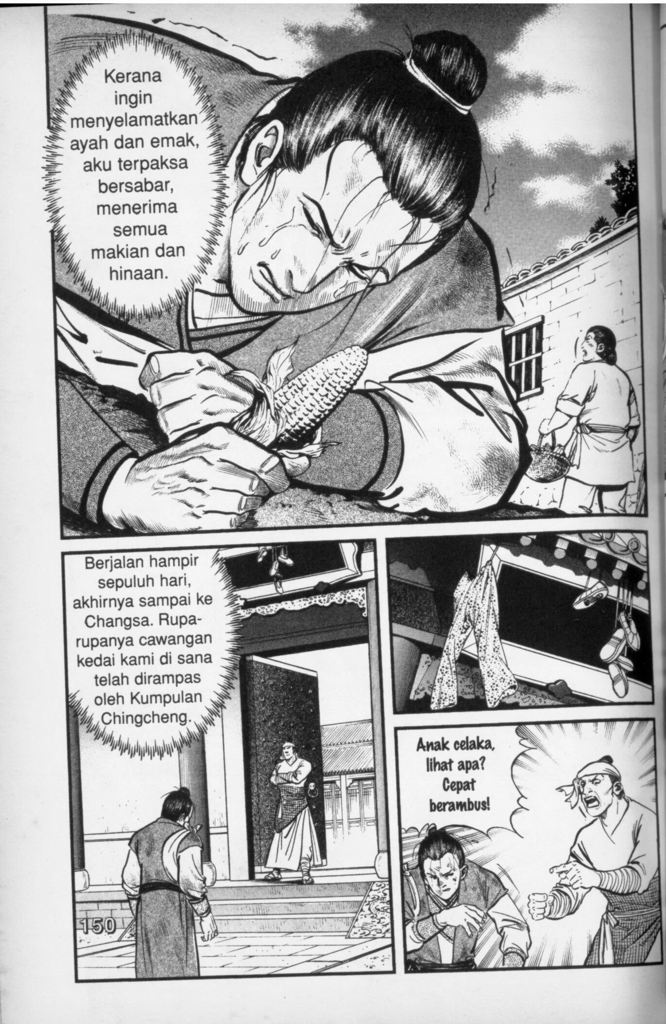 Kerana
ingin
menyelamatkan
ayah dan emak,
aku terpaksa
bersabar,
menerima
semua
makian dan
hinaan.
Berjalan hampir
sepuluh hari,
akhirnya sampai ke
Changsa. Rupa-
rupanya cawangan
kedai kami di sana
telah dirampas
oleh Kumpulan
Chingcheng.
Anak celaka,
lihat apa?
Cepat
berambus!
150